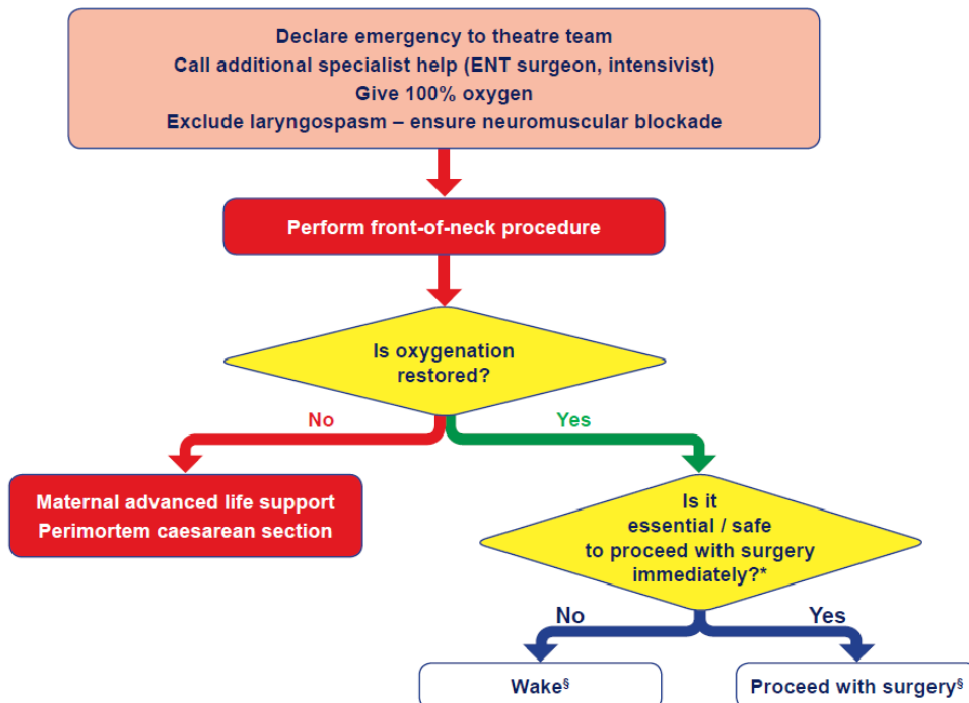 Declare emergency to theatre team
Call additional specialist help (ENT surgeon, intensivist)
Give 100% oxygen
Exclude laryngospasm – ensure neuromuscular blockade
Perform front-of-neck procedure
Is oxygenation
restored?
No
Yes
Maternal advanced life support
Perimortem caesarean section
Is it
essential / safe
to proceed with surgery
immediately?*
No
Yes
Wake§
Proceed with surgery§